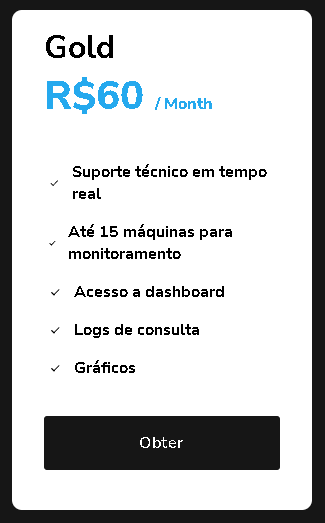 Gold
R$60 / Month
Suporte técnico em tempo
real
Até 15 máquinas para
monitoramento
Acesso a dashboard
Logs de consulta
Gráficos
Obter